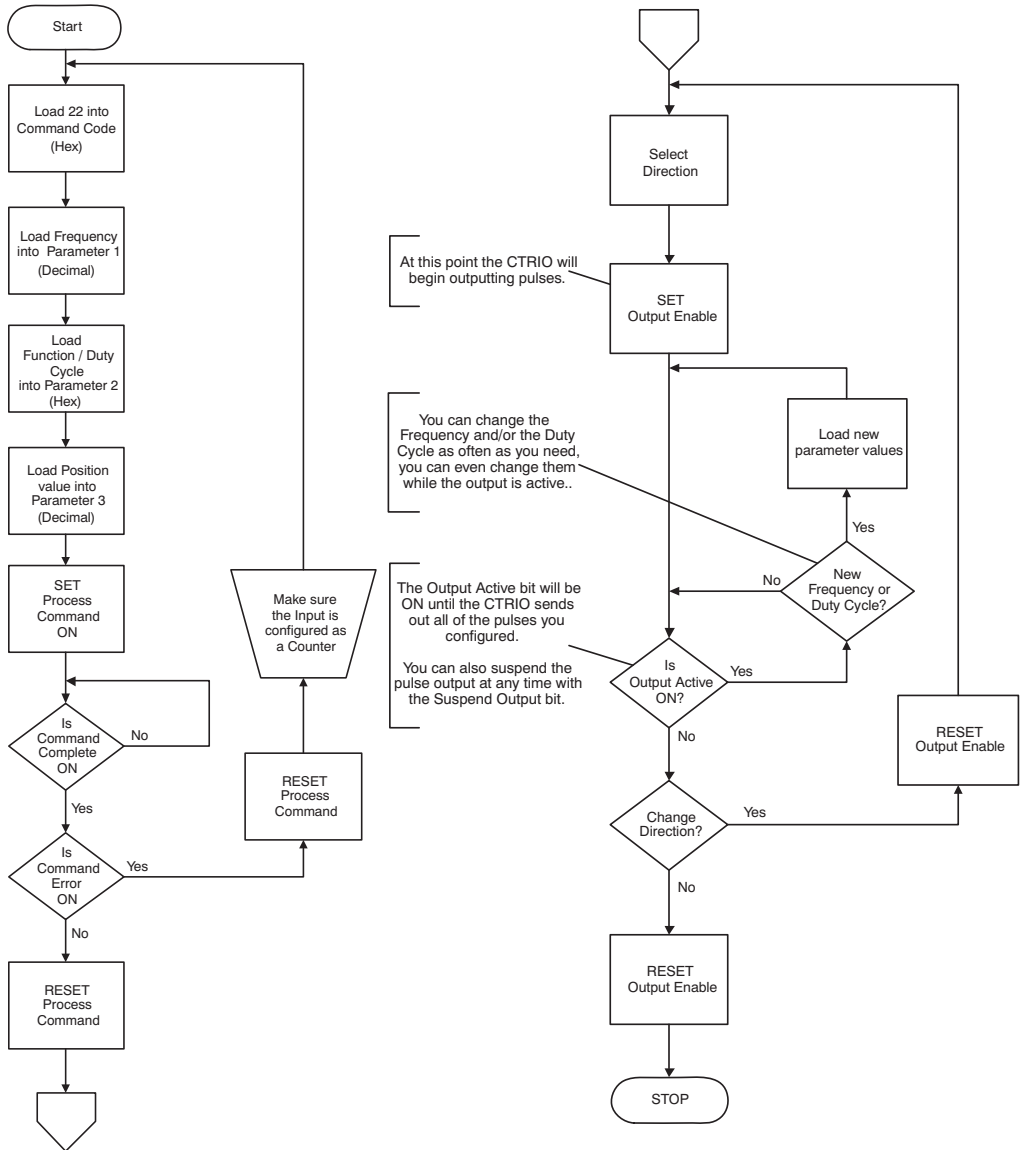 Start
Load 22 into
Command Code
(Hex)
Load Frequency
into Parameter 1
(Decimal)
Load
Function / Duty
Cycle
into Parameter 2
(Hex)
Load Position
value into
Parameter 3
(Decimal)
SET
Process
Command
ON
Is
Command
Complete
ON
No
Yes
Is
Command
Error
ON
Yes
No
RESET
Process
Command
Make sure
the Input is
configured as
a Counter
RESET
Process
Command
Select
Direction
At this point the CTRIO will
begin outputting pulses.
SET
Output Enable
You can change the
Frequency and/or the Duty
Cycle as often as you need,
you can even change them
while the output is active..
Load new
parameter values
Yes
New
Frequency or
Duty Cycle?
No
The Output Active bit will be
ON until the CTRIO sends
out all of the pulses you
configured.
You can also suspend the
pulse output at any time with
the Suspend Output bit.
Is
Output Active
ON?
Yes
No
RESET
Output Enable
Change
Direction?
Yes
No
RESET
Output Enable
STOP